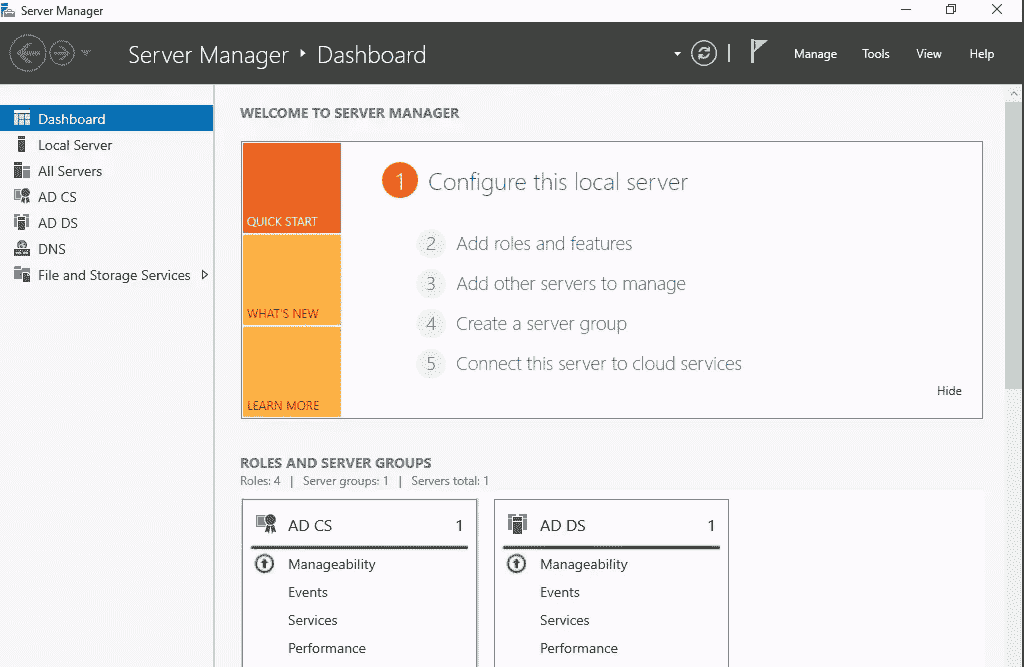 Server Manager
Server Manager ‣ Dashboard
Manage Tools View Help
Dashboard
Local Server
All Servers
AD CS
AD DS
DNS
File and Storage Services
WELCOME TO SERVER MANAGER
QUICK START
WHAT'S NEW
LEARN MORE
1 Configure this local server
2 Add roles and features
3 Add other servers to manage
4 Create a server group
5 Connect this server to cloud services
Hide
ROLES AND SERVER GROUPS
Roles: 4 | Server groups: 1 | Servers total: 1
AD CS 1
Manageability
Events
Services
Performance
AD DS 1
Manageability
Events
Services
Performance